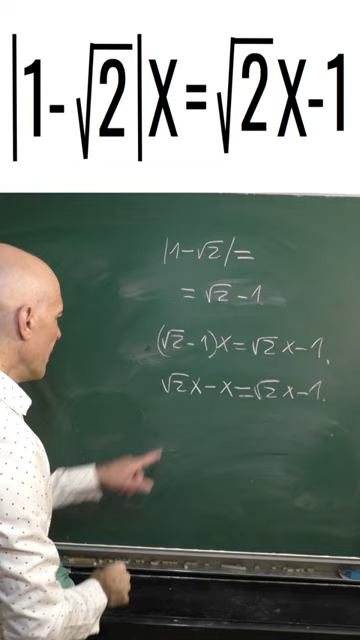 |1-√2|X=√2X-1
|1-√2|=
=√2-1
(√2-1)X=√2X-1,
√2X-X=√2X-1.